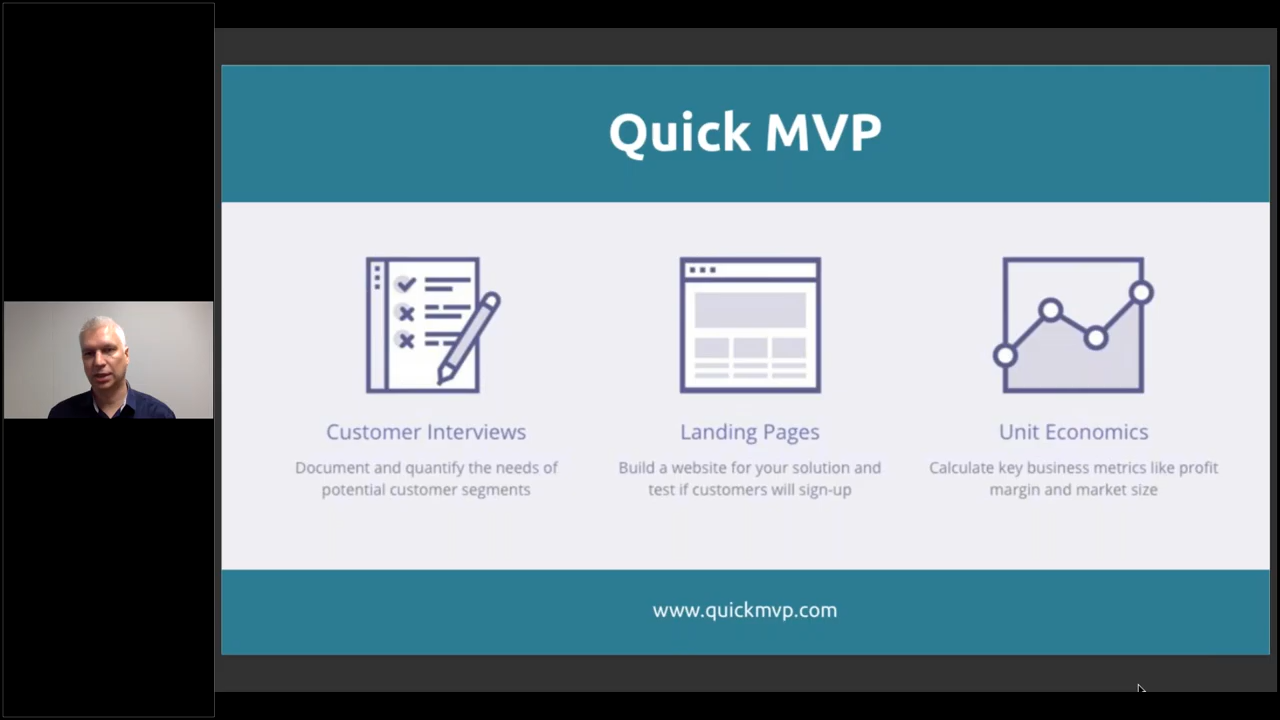 Quick MVP
Customer Interviews
Document and quantify the needs of
potential customer segments
Landing Pages
Build a website for your solution and
test if customers will sign-up
Unit Economics
Calculate key business metrics like profit
margin and market size
www.quickmvp.com